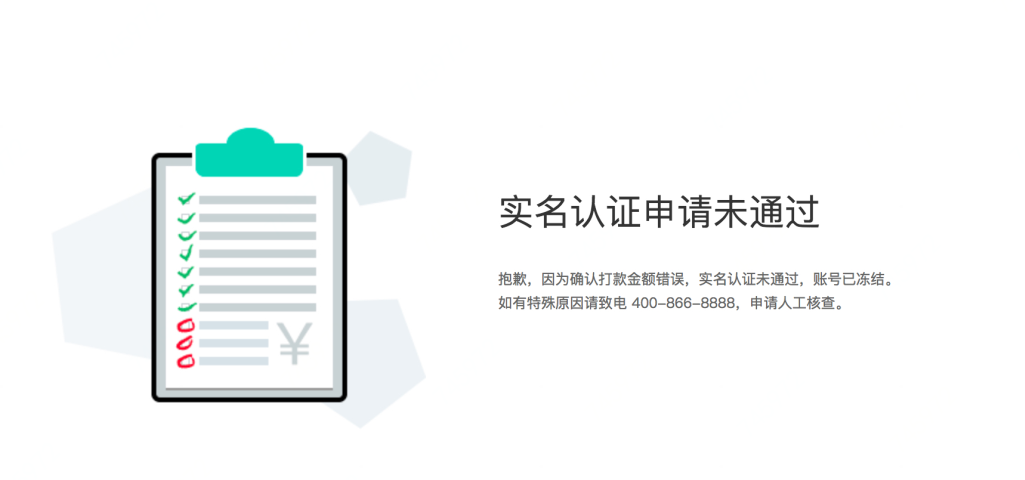 实名认证申请未通过
抱歉，因为确认打款金额错误，实名认证未通过，账号已冻结。
如有特殊原因请致电 400-866-8888，申请人工核查。
¥